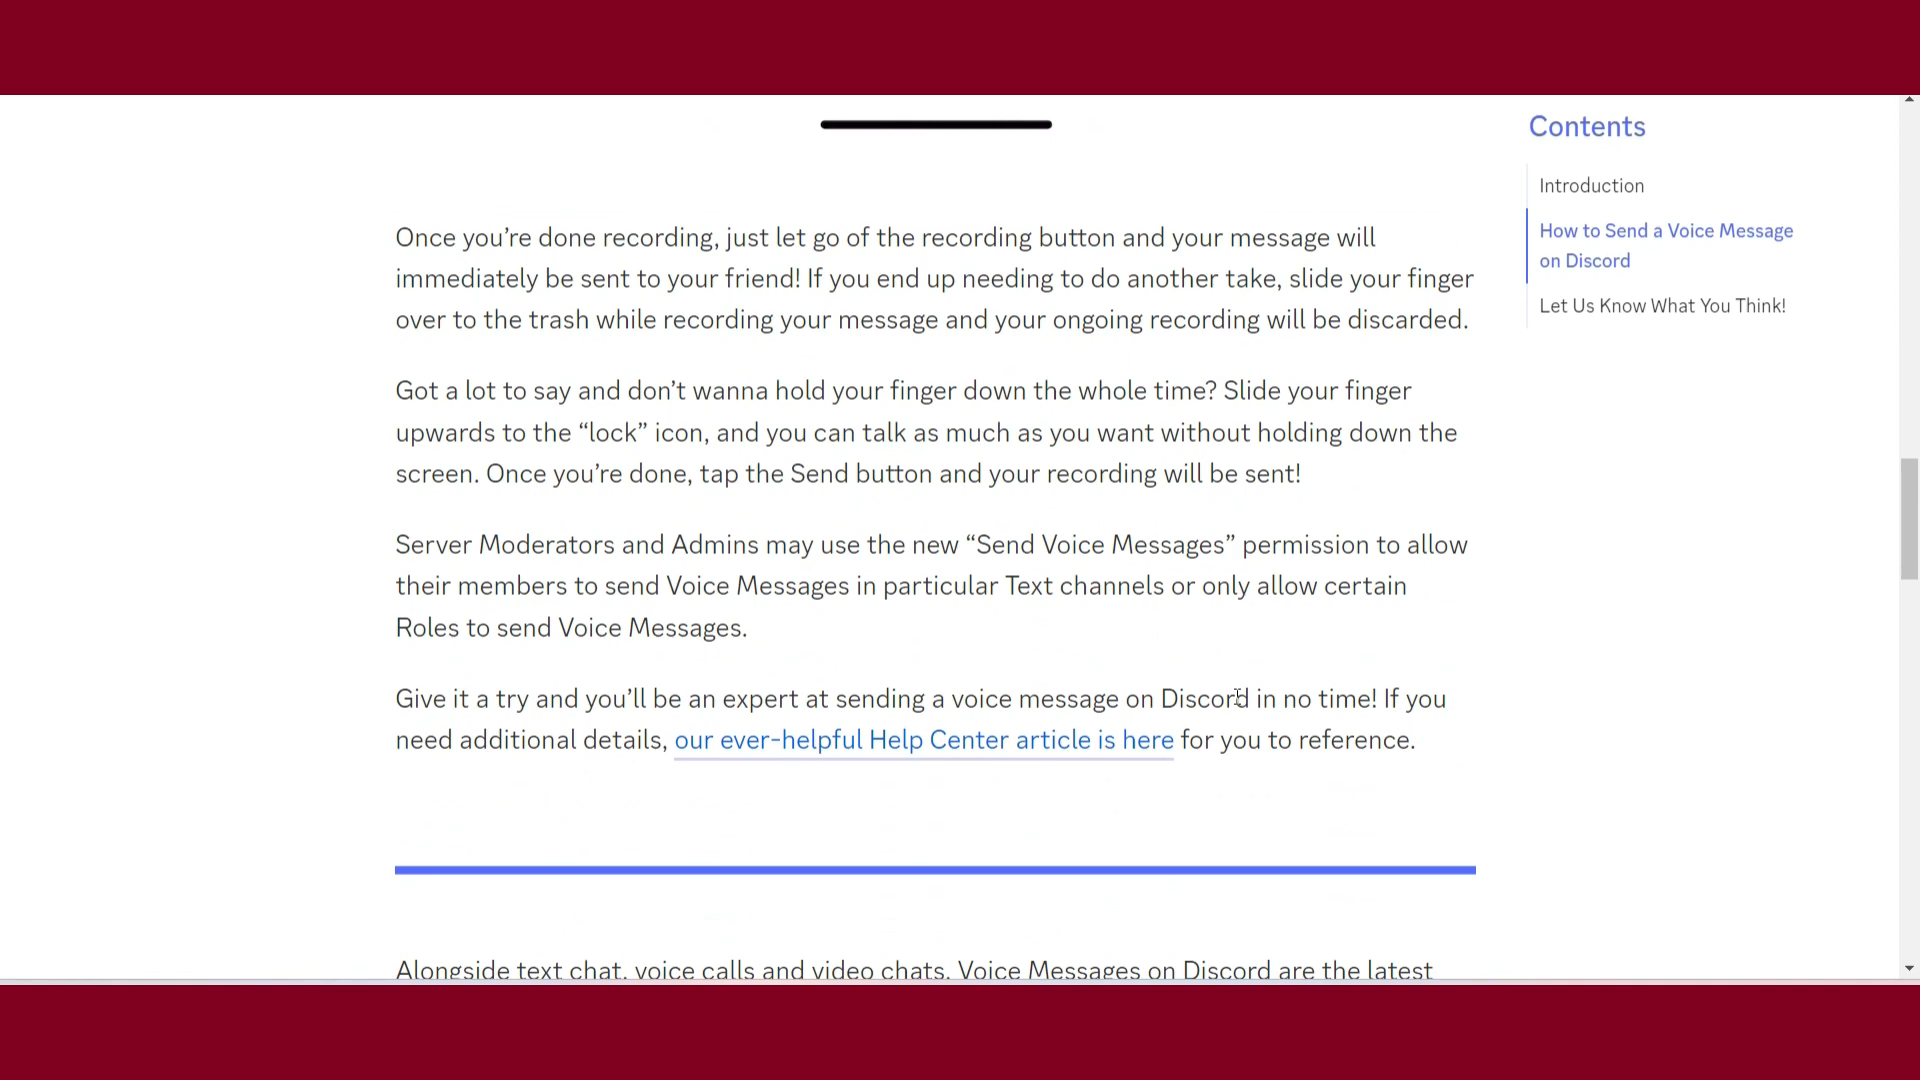 Contents
Introduction
How to Send a Voice Message
on Discord
Let Us Know What You Think!
Once you’re done recording, just let go of the recording button and your message will
immediately be sent to your friend! If you end up needing to do another take, slide your finger
over to the trash while recording your message and your ongoing recording will be discarded.
Got a lot to say and don’t wanna hold your finger down the whole time? Slide your finger
upwards to the “lock” icon, and you can talk as much as you want without holding down the
screen. Once you’re done, tap the Send button and your recording will be sent!
Server Moderators and Admins may use the new “Send Voice Messages” permission to allow
their members to send Voice Messages in particular Text channels or only allow certain
Roles to send Voice Messages.
Give it a try and you’ll be an expert at sending a voice message on Discord in no time! If you
need additional details, our ever-helpful Help Center article is here for you to reference.
Alongside text chat, voice calls and video chats, Voice Messages on Discord are the latest